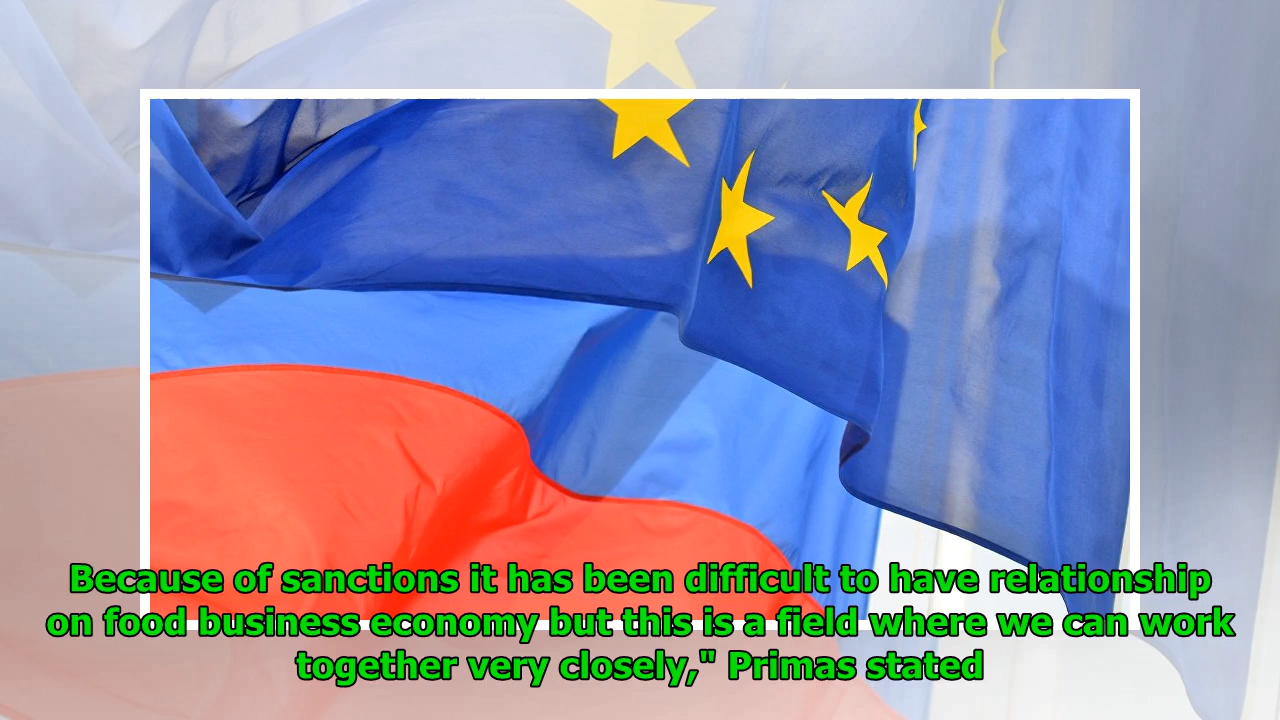 Because of sanctions it has been difficult to have relationship
on food business economy but this is a field where we can work
together very closely," Primas stated